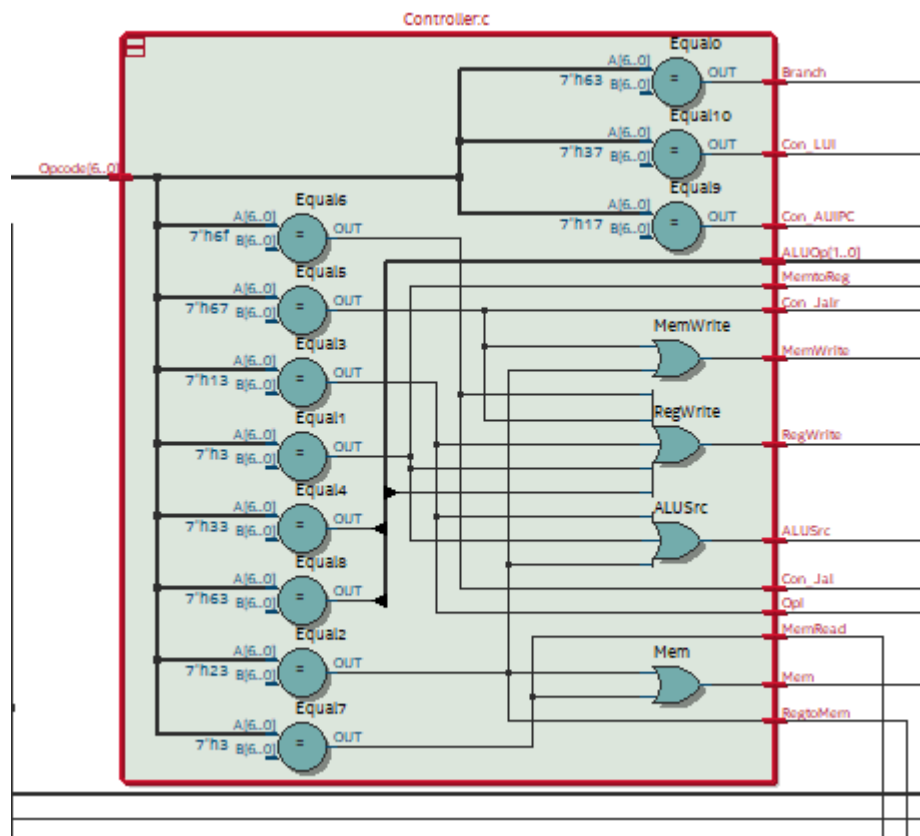 Controller:c
Equal0
A[6..0]
OUT
7'h63 B[6..0]
Branch
Equal10
A[6..0]
OUT
7'h37 B[6..0]
Con_LUI
Opcode[6..0]
Equal9
A[6..0]
OUT
7'h17 B[6..0]
Con_AUIPC
Equal6
A[6..0]
OUT
7'h6f B[6..0]
ALUOp[1..0]
Equal5
A[6..0]
OUT
7'h67 B[6..0]
MemtoReg
Con_Jalr
Equal3
A[6..0]
OUT
7'h13 B[6..0]
MemWrite
MemWrite
Equal1
A[6..0]
OUT
7'h3 B[6..0]
RegWrite
RegWrite
Equal4
A[6..0]
OUT
7'h33 B[6..0]
ALUSrc
ALUSrc
Equal8
A[6..0]
OUT
7'h63 B[6..0]
Con_Jal
OpI
Equal2
A[6..0]
OUT
7'h23 B[6..0]
MemRead
Mem
Mem
Equal7
A[6..0]
OUT
7'h3 B[6..0]
RegtoMem